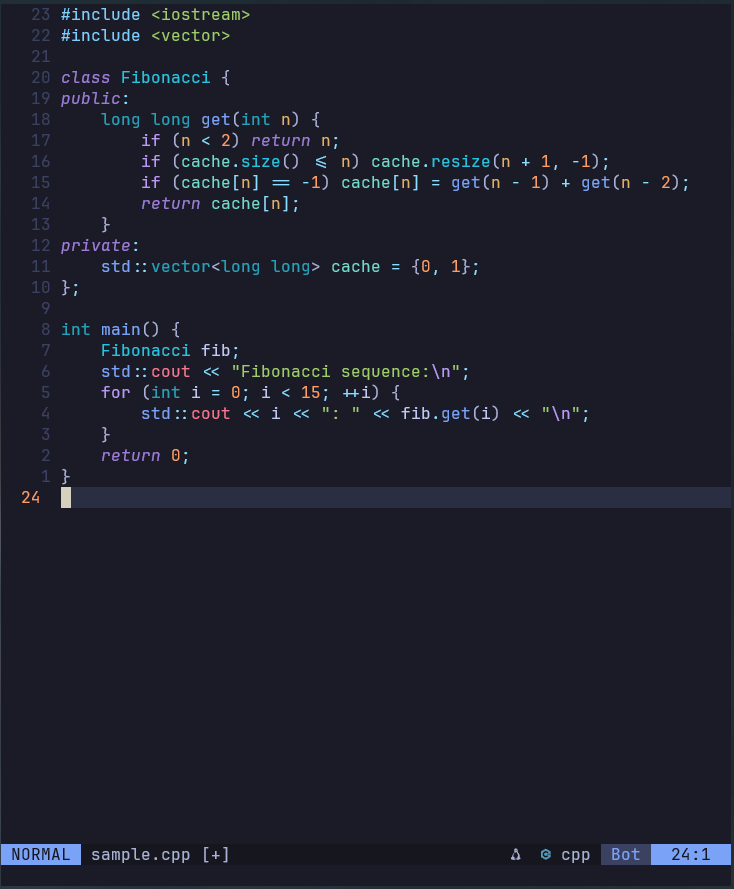 23 #include <iostream>
22 #include <vector>
21
20 class Fibonacci {
19 public:
18     long long get(int n) {
17         if (n < 2) return n;
16         if (cache.size() <= n) cache.resize(n + 1, -1);
15         if (cache[n] == -1) cache[n] = get(n - 1) + get(n - 2);
14         return cache[n];
13     }
12 private:
11     std::vector<long long> cache = {0, 1};
10 };
9
8 int main() {
7     Fibonacci fib;
6     std::cout << "Fibonacci sequence:\n";
5     for (int i = 0; i < 15; ++i) {
4         std::cout << i << ": " << fib.get(i) << "\n";
3     }
2     return 0;
1 }
24
NORMAL sample.cpp [+] cpp Bot 24:1